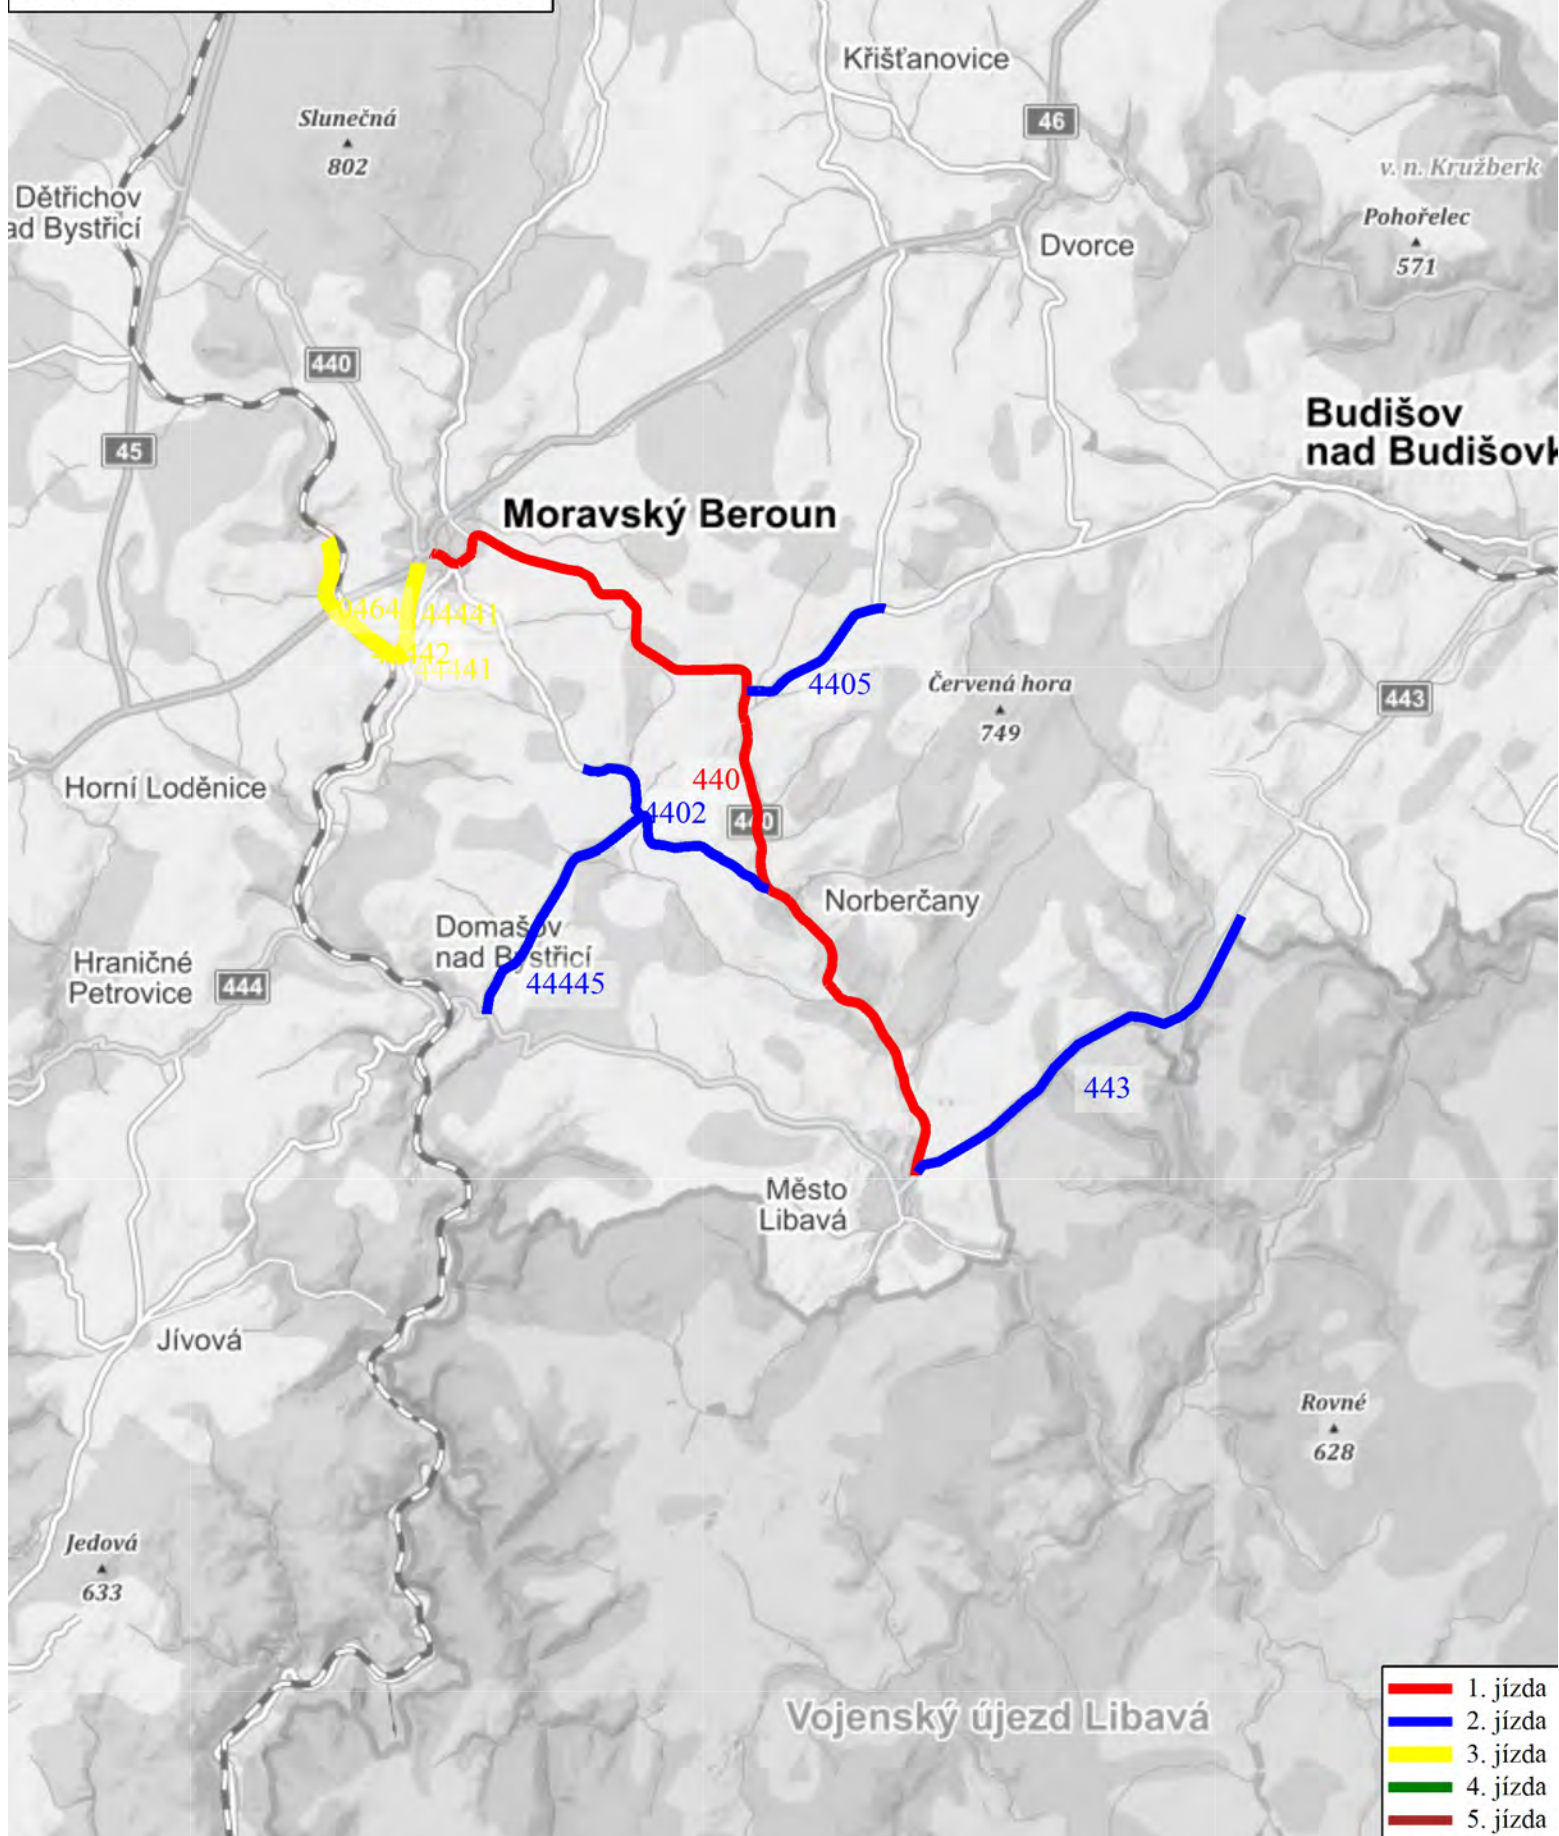 Křišťanovice
46
Slunečná
802
v. n. Kružberk
Dětřichov
ad Bystřicí
Pohořelec
571
Dvorce
440
45
Budišov
nad Budišovk
Moravský Beroun
44441
44441
4405
Červená hora
749
443
440
Horní Loděnice
4402
440
Norberčany
Domašov
nad Bystřicí
44445
Hraničné
Petrovice
444
443
Město
Libavá
Jívová
Rovné
628
Jedová
633
Vojenský újezd Libavá
1. jízda
2. jízda
3. jízda
4. jízda
5. jízda